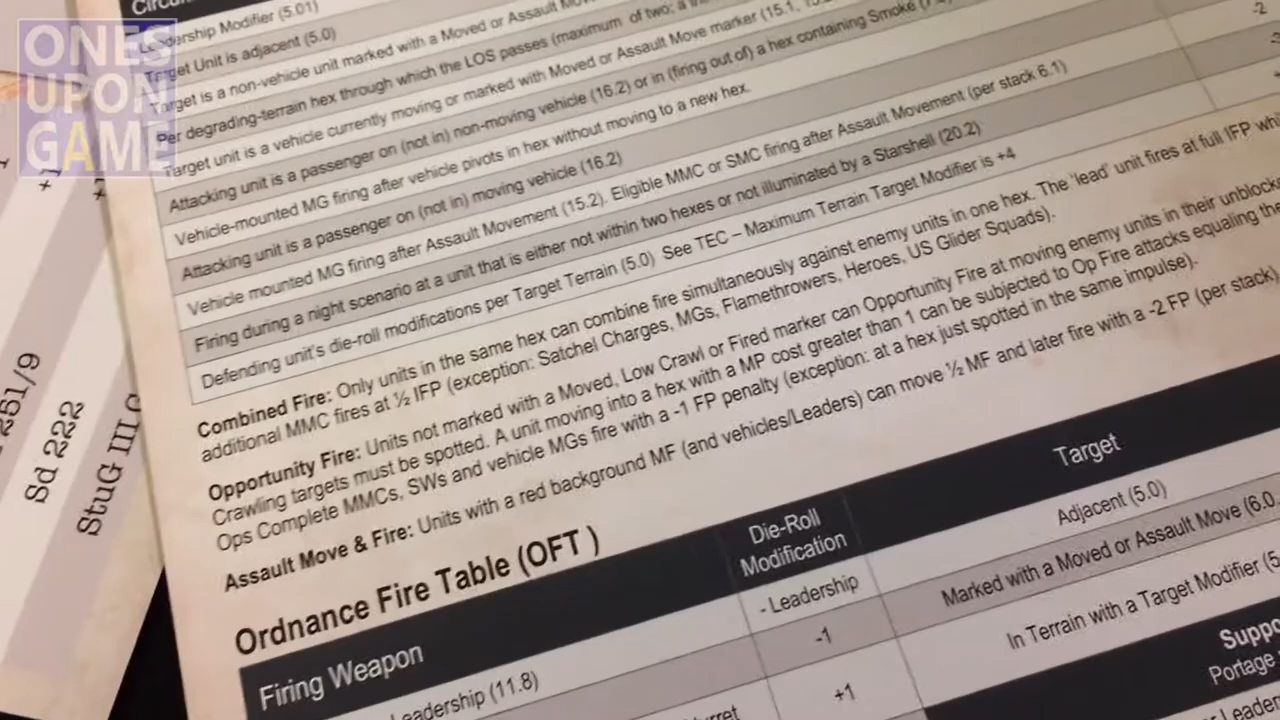 ONES
UPON
GAME
Leadership Modifier (5.01)
Target Unit is adjacent (5.0)
Target is a non-vehicle unit marked with a Moved or Assault
Per degrading-terrain hex through which the LOS passes (maximum of two; a
Target unit is a vehicle currently moving or marked with Moved or Assault Move marker (15.1,
Attacking unit is a passenger on (not in) non-moving vehicle (16.2) or in (firing out of) a hex containing Smoke
Vehicle-mounted MG firing after vehicle pivots in hex without moving to a new hex.
Attacking unit is a passenger on (not in) moving vehicle (16.2)
Vehicle mounted MG firing after Assault Movement (15.2). Eligible MMC or SMC firing after Assault Movement (per stack 6.1)
Firing during a night scenario at a unit that is either not within two hexes or not illuminated by a Starshell (20.2)
Defending unit's die-roll modifications per Target Terrain (5.0) See TEC – Maximum Terrain Target Modifier is +4
-2
Combined Fire: Only units in the same hex can combine fire simultaneously against enemy units in one hex. The 'lead' unit fires at full IFP
additional MMC fires at ½ IFP (exception: Satchel Charges, MGs, Flamethrowers, Heroes, US Glider Squads).
Opportunity Fire: Units not marked with a Moved, Low Crawl or Fired marker can Opportunity Fire at moving enemy units in their
Crawling targets must be spotted. A unit moving into a hex with a MP cost greater than 1 can be subjected to Op Fire attacks equaling the
Ops Complete MMCs, SWs and vehicle MGs fire with a -1 FP penalty (exception: at a hex just spotted in the same impulse).
Assault Move & Fire: Units with a red background MF (and vehicles/Leaders) can move ½ MF and later fire with a -2 FP (per stack)
Ordnance Fire Table (OFT )
Firing Weapon
Die-Roll
Modification
Target
Leadership (11.8)
- Leadership
Adjacent (5.0)
-1
Marked with a Moved or Assault Move (6.0,
+1
In Terrain with a Target Modifier
Portage
+1
251/9
Sd 222
StuG III G